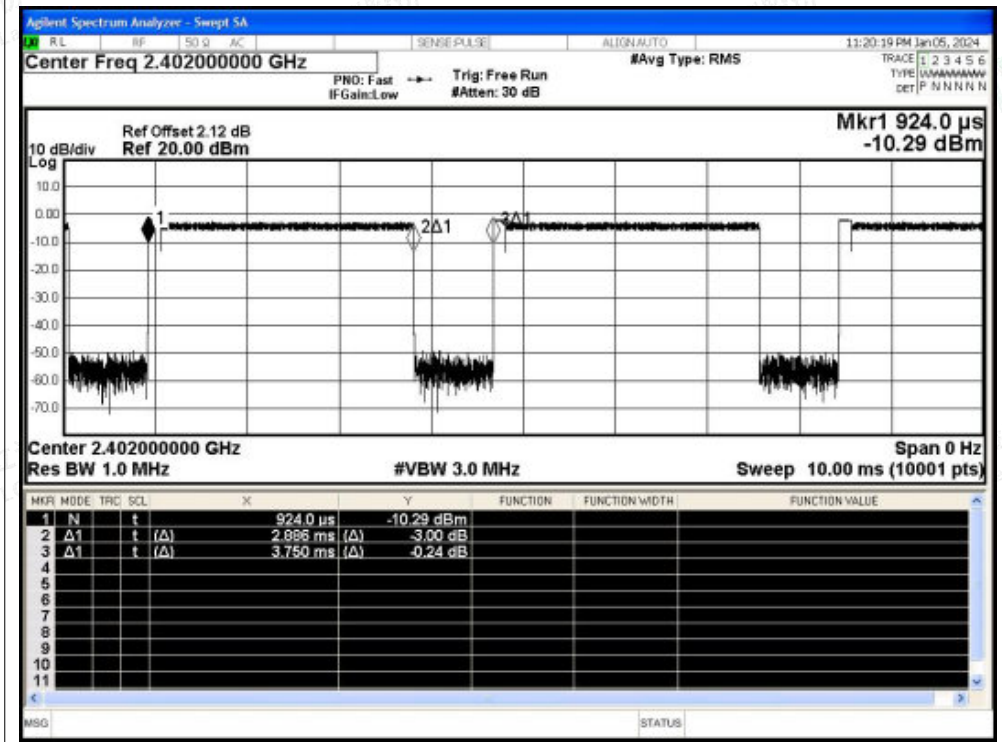 Agilent Spectrum Analyzer - Swept SA
RL RF 50 Ω AC SENSE:PULSE ALIGNAUTO 11:20:19 PM Jan 05, 2024
Center Freq 2.402000000 GHz #Avg Type: RMS TRACE 1 2 3 4 5 6
PNO: Fast Trig: Free Run TYPE
IFGain:Low #Atten: 30 dB DET P N N N N N
Mkr1 924.0 µs
-10.29 dBm
Ref Offset 2.12 dB
10 dB/div Ref 20.00 dBm
Log
10.0
0.00
-10.0
-20.0
-30.0
-40.0
-50.0
-60.0
-70.0
1
2Δ1
3Δ1
Center 2.402000000 GHz Span 0 Hz
Res BW 1.0 MHz #VBW 3.0 MHz Sweep 10.00 ms (10001 pts)
MKR MODE TRC SCL X Y FUNCTION FUNCTION WIDTH FUNCTION VALUE
1 N t 924.0 µs -10.29 dBm
2 Δ1 t (Δ) 2.886 ms (Δ) -3.00 dB
3 Δ1 t (Δ) 3.750 ms (Δ) -0.24 dB
4
5
6
7
8
9
10
11
MSG STATUS